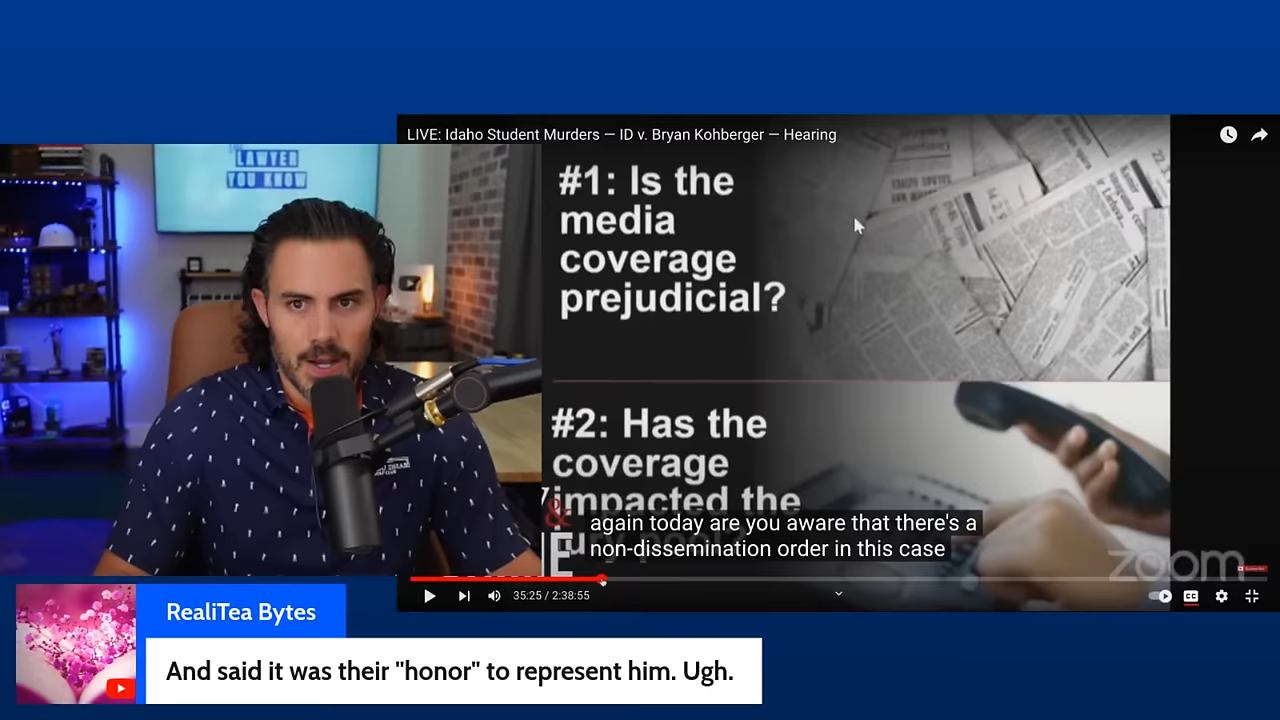 LIVE: Idaho Student Murders — ID v. Bryan Kohberger — Hearing
LAWYER
YOU KNOW
#1: Is the
media
coverage
prejudicial?
#2: Has the
coverage
impacted the
again today are you aware that there's a
non-dissemination order in this case
zoom
35:25 / 2:38:55
CC
RealiTea Bytes
And said it was their "honor" to represent him. Ugh.